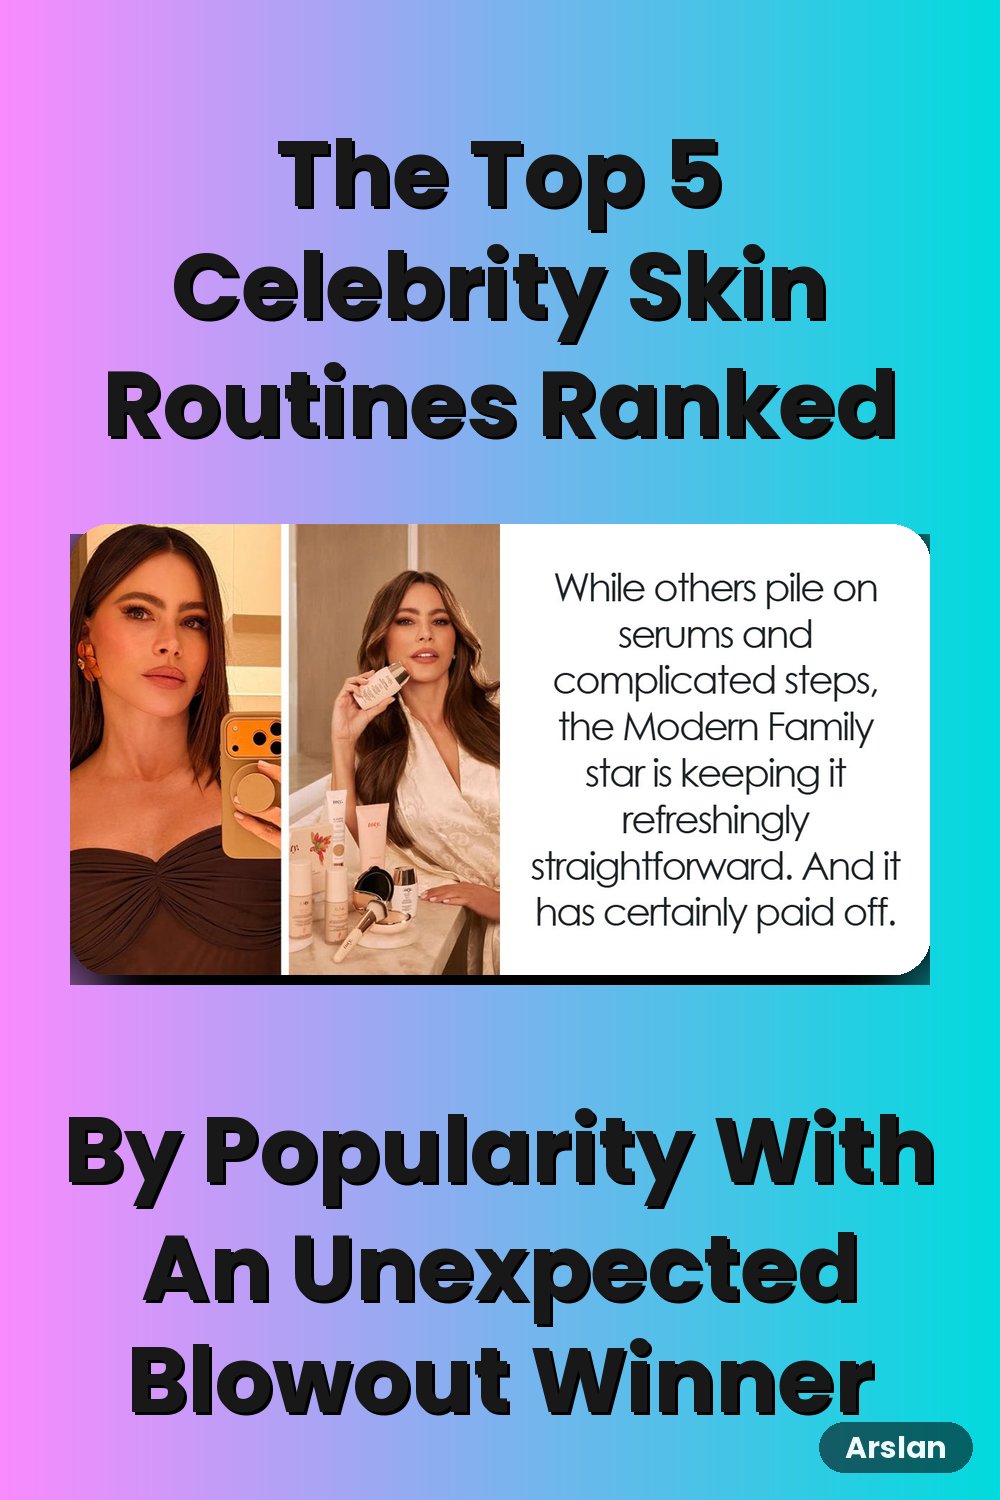 The Top 5
Celebrity Skin
Routines Ranked
While others pile on
serums and
complicated steps,
the Modern Family
star is keeping it
refreshingly
straightforward. And it
has certainly paid off.
By Popularity With
An Unexpected
Blowout Winner
Arslan